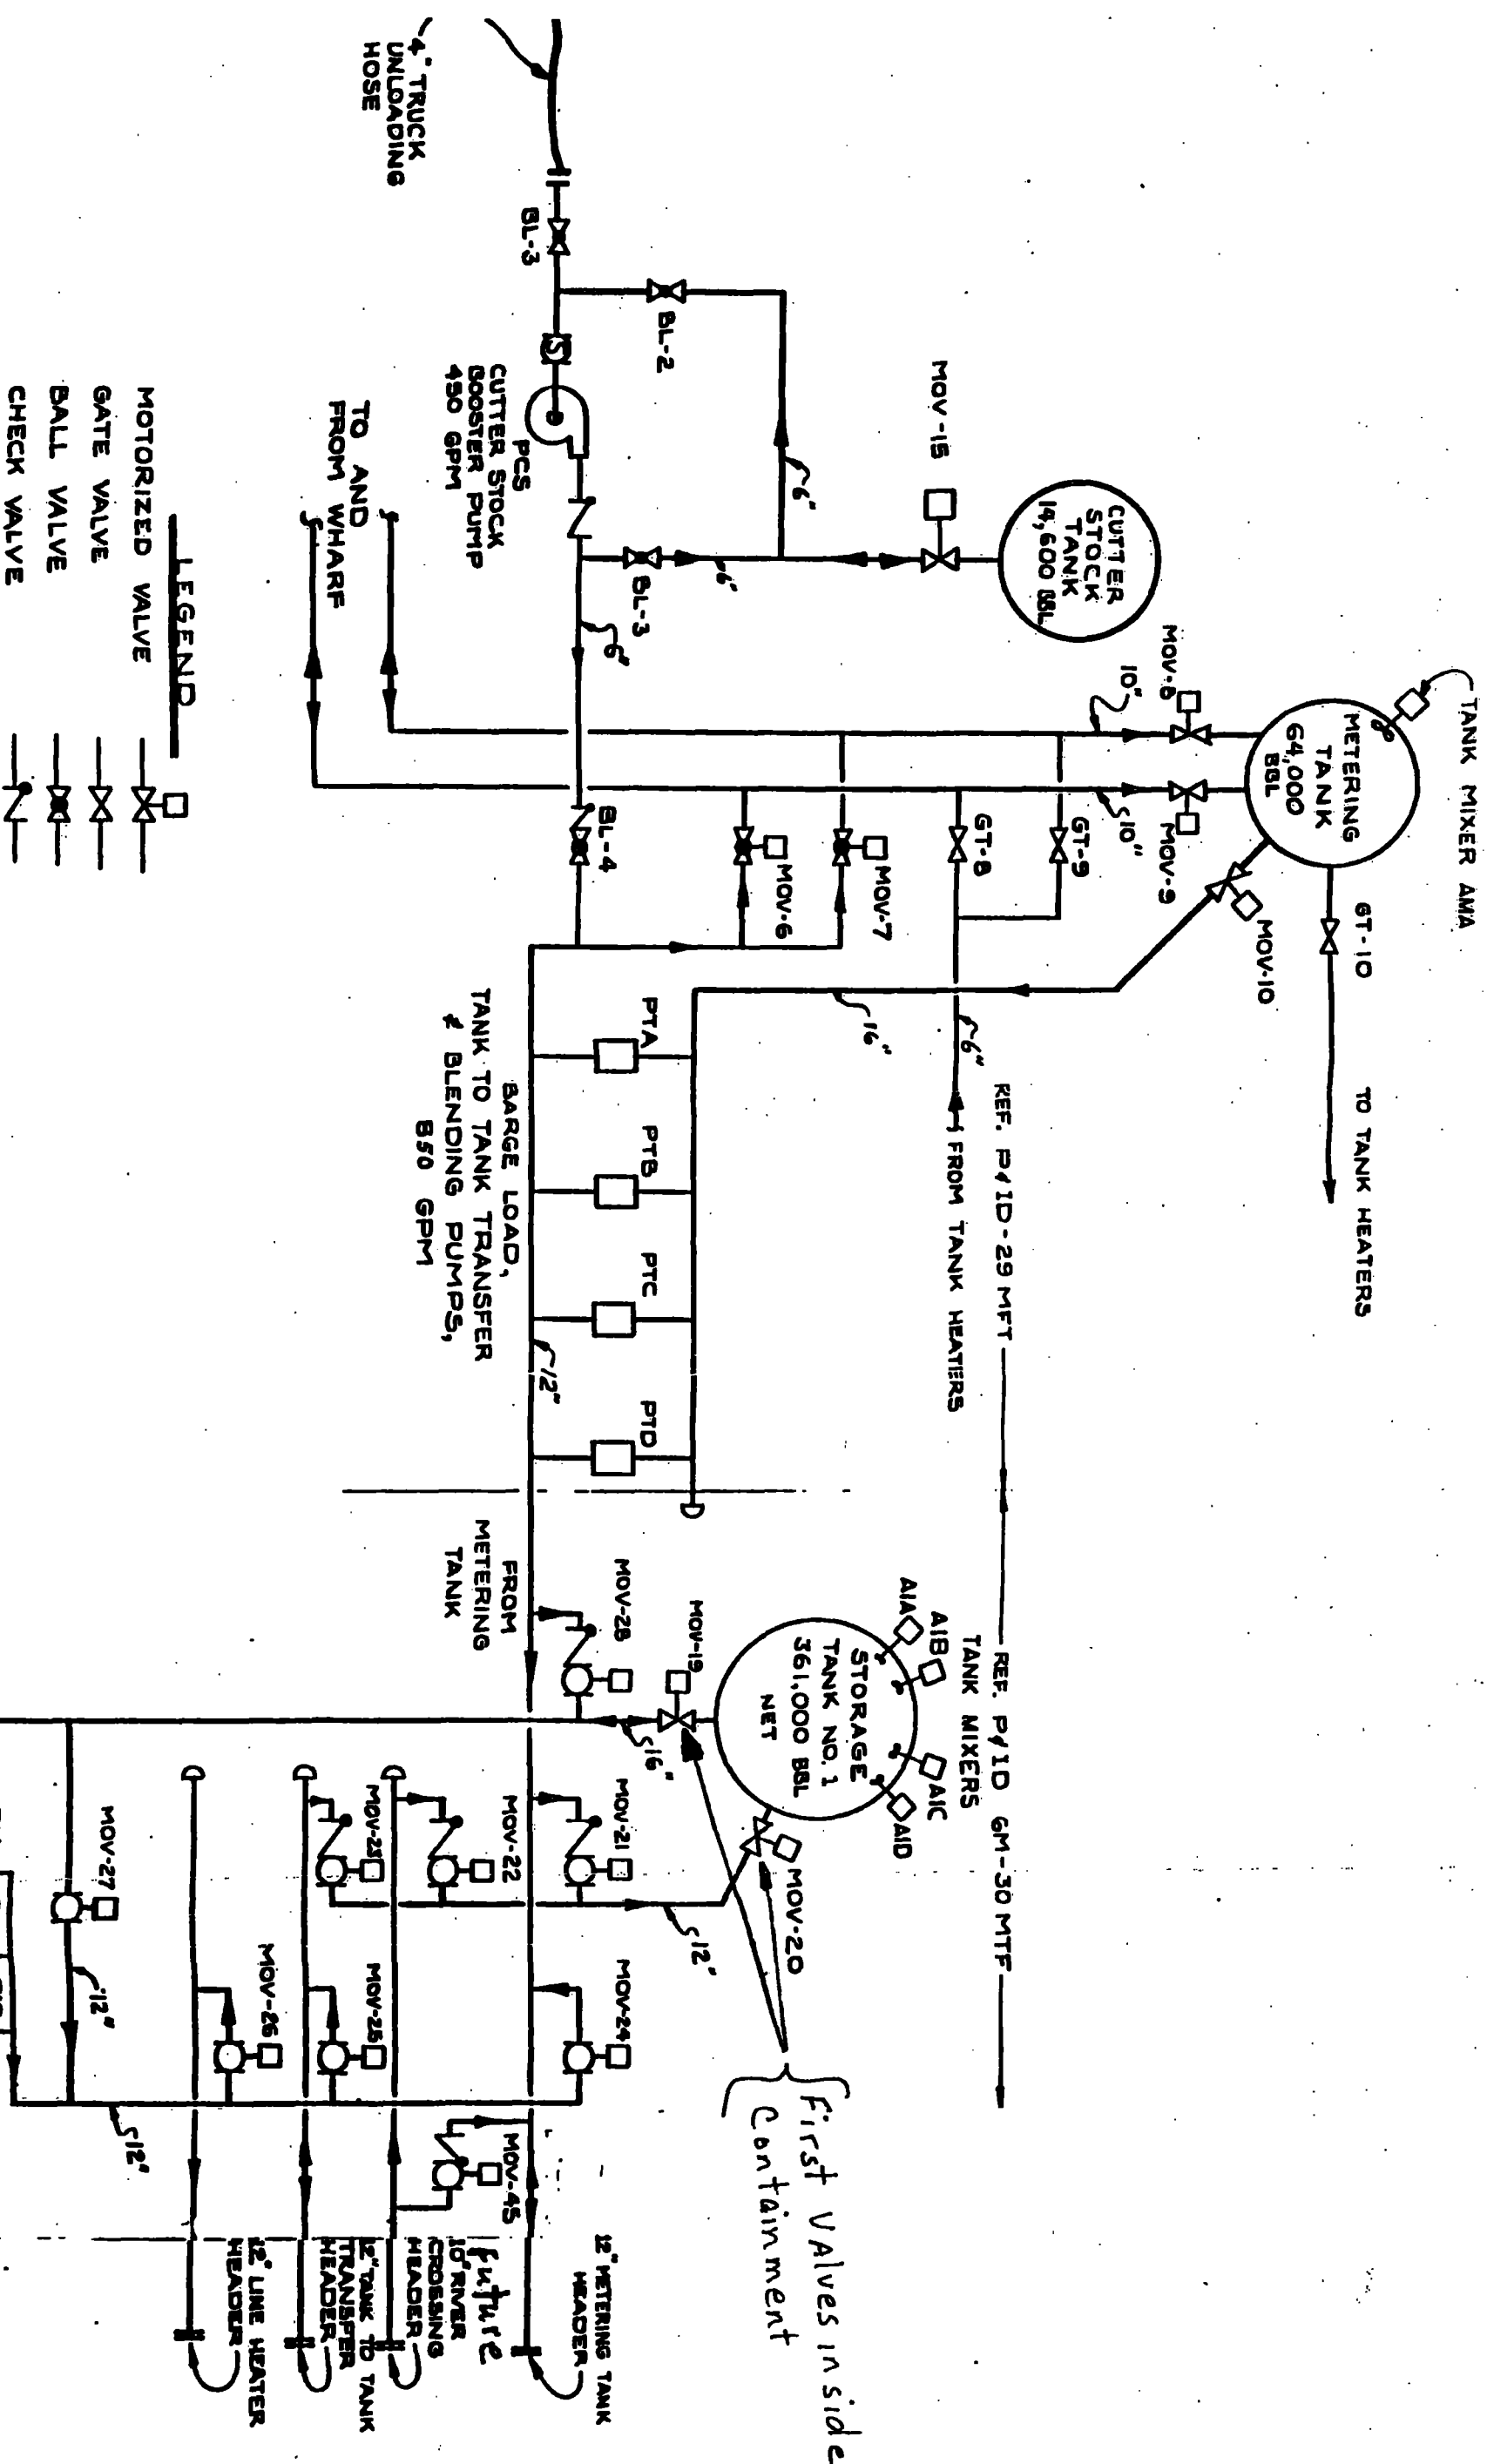 TANK MIXER AMA
METERING
TANK
64,000
BBL
GT-10
TO TANK HEATERS
MOV-8
MOV-9
MOV-10
10"
10"
GT-9
GT-8
16"
6"
FROM TANK HEATERS
REF. P&ID-29 MFT
REF. P&ID GM-30 MTF
CUTTER
STOCK
TANK
14,600 BBL
MOV-15
6"
6"
6"
BL-2
BL-3
BL-3
4" TRUCK
UNLOADING
HOSE
S
PCS
CUTTER STOCK
BOOSTER PUMP
450 GPM
TO AND
FROM WHARF
BL-4
MOV-6
MOV-7
PTA
PTB
PTC
PTD
BARGE LOAD,
TANK TO TANK TRANSFER
& BLENDING PUMPS,
850 GPM
12"
FROM
METERING
TANK
MOV-28
MOV-19
16"
STORAGE
TANK NO. 1
361,000 BBL
NET
A1A
A1B
A1C
A1D
TANK MIXERS
MOV-20
12"
MOV-21
MOV-22
MOV-23
MOV-24
MOV-25
MOV-26
MOV-27
12"
12"
MOV-45
First Valves inside
Containment
12" METERING TANK
HEADER
Future
10" RIVER
CROSSING
HEADER
12" TANK TO TANK
TRANSFER
HEADER
12" LINE HEATER
HEADER
LEGEND
MOTORIZED VALVE
GATE VALVE
BALL VALVE
CHECK VALVE